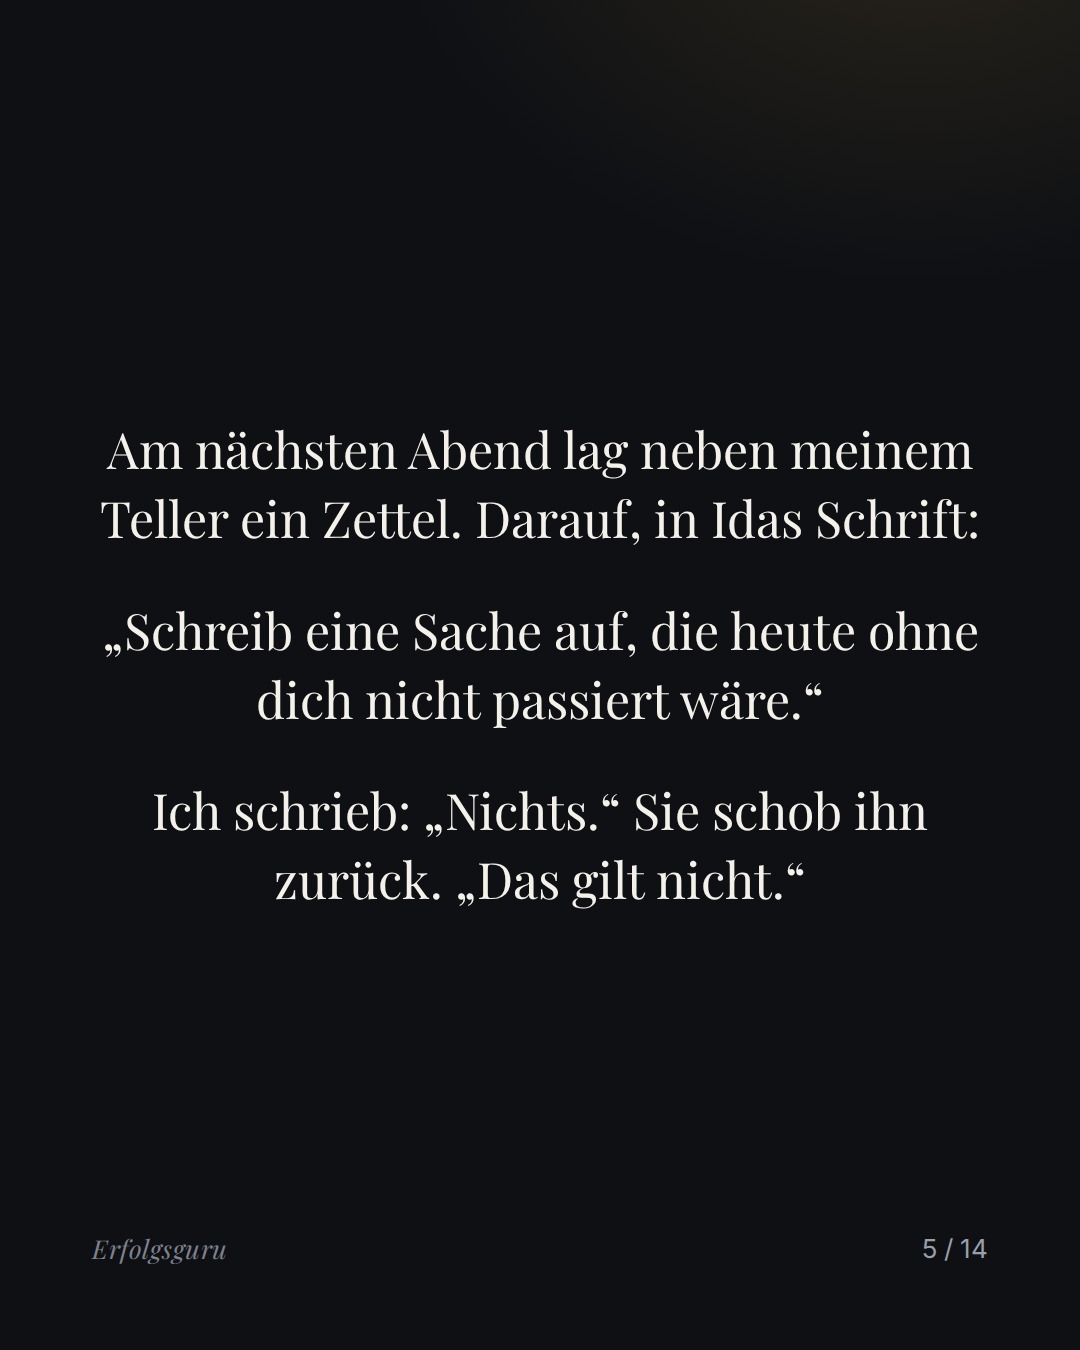 Am nächsten Abend lag neben meinem
Teller ein Zettel. Darauf, in Idas Schrift:
„Schreib eine Sache auf, die heute ohne
dich nicht passiert wäre.“
Ich schrieb: „Nichts.“ Sie schob ihn
zurück. „Das gilt nicht.“
Erfolgsguru
5 / 14